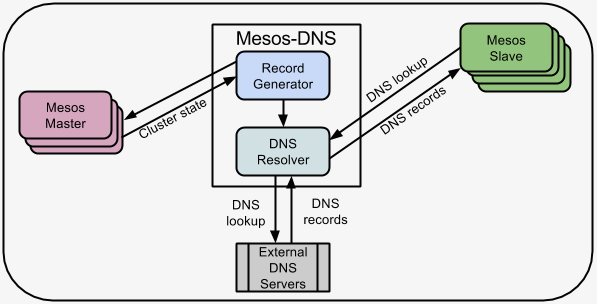 Mesos-DNS
Record
Generator
Mesos
Slave
DNS lookup
DNS records
Mesos
Master
Cluster state
DNS
Resolver
DNS
lookup
DNS
records
External
DNS
Servers